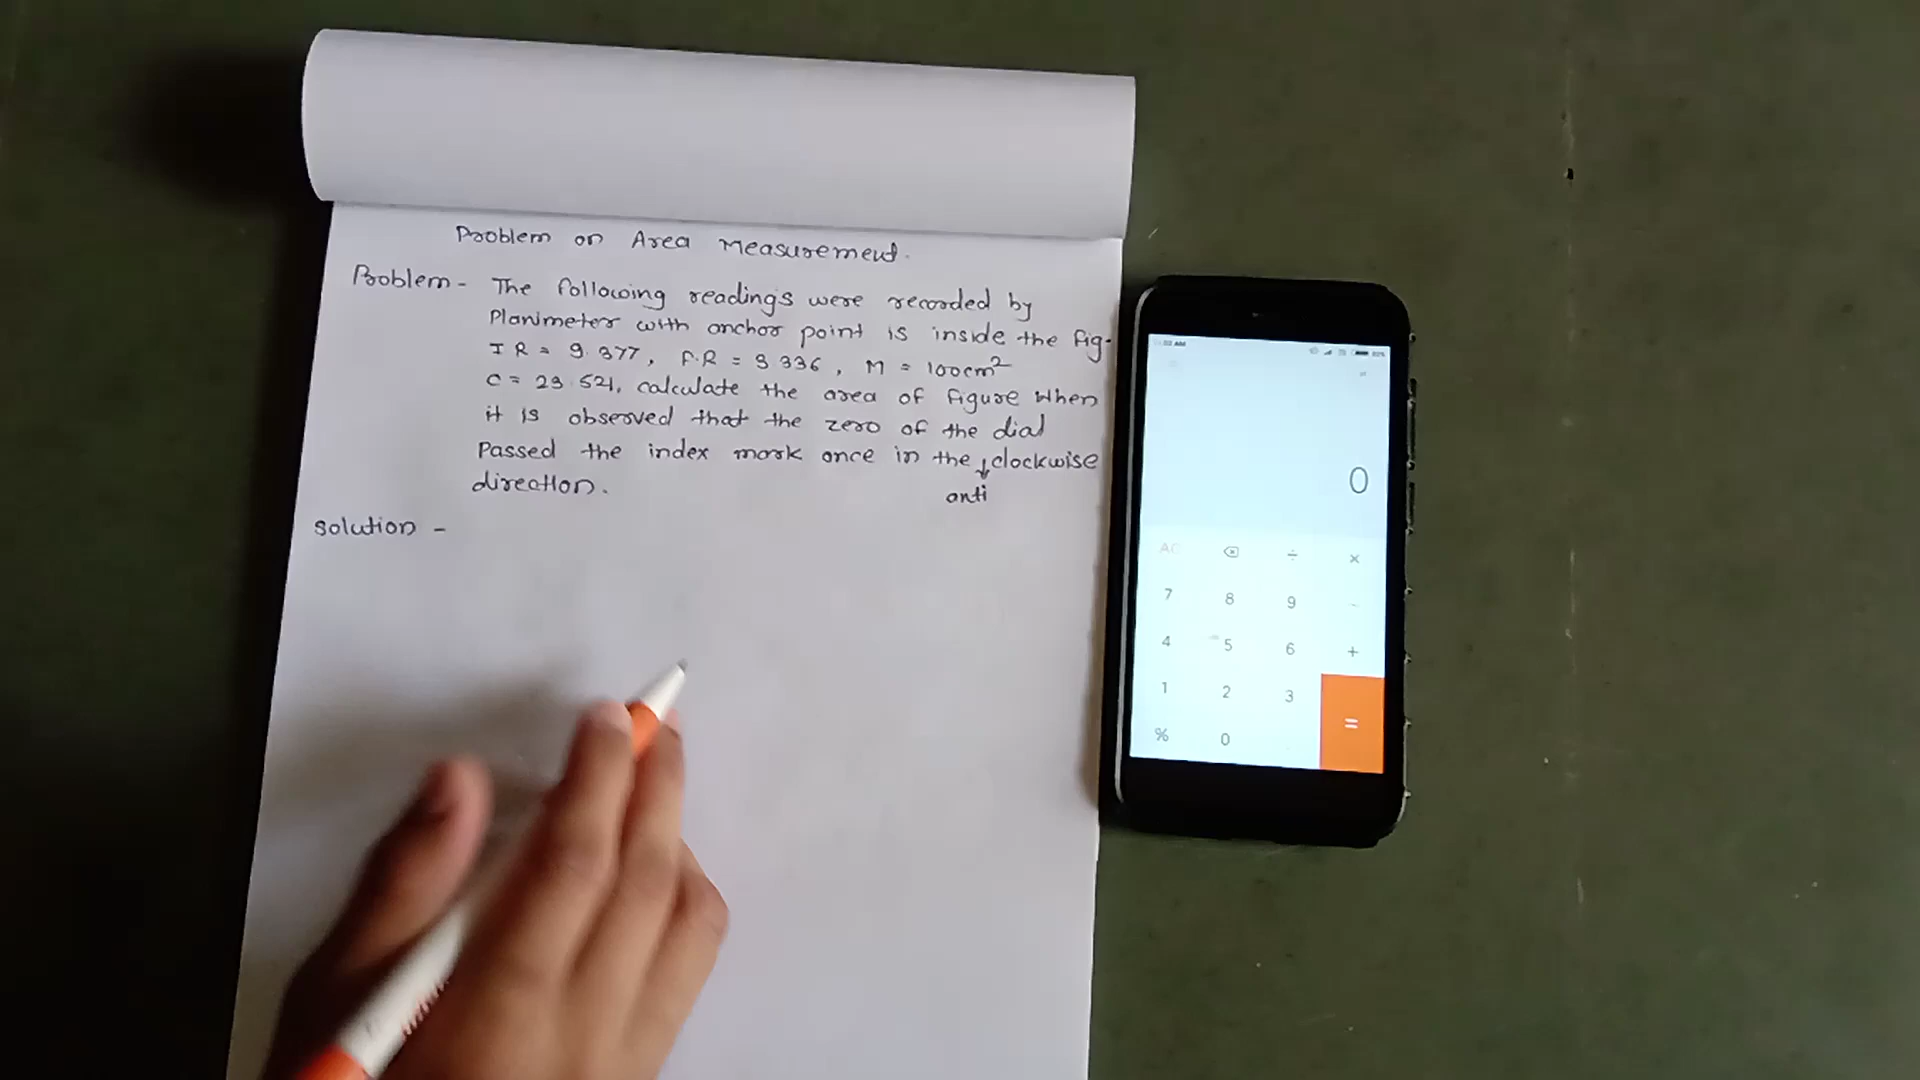 Problem on Area Measurement.
Problem - The following readings were recorded by
Planimeter with anchor point is inside the fig.
I R = 9.377, F.R = 3.336, M = 100cm²
C = 23.521, calculate the area of figure when
it is observed that the zero of the dial
Passed the index mark once in the ↓ clockwise
anti
direction.
Solution -
0
AC ⌫ ÷ ×
7 8 9 -
4 5 6 +
1 2 3
% 0 . =